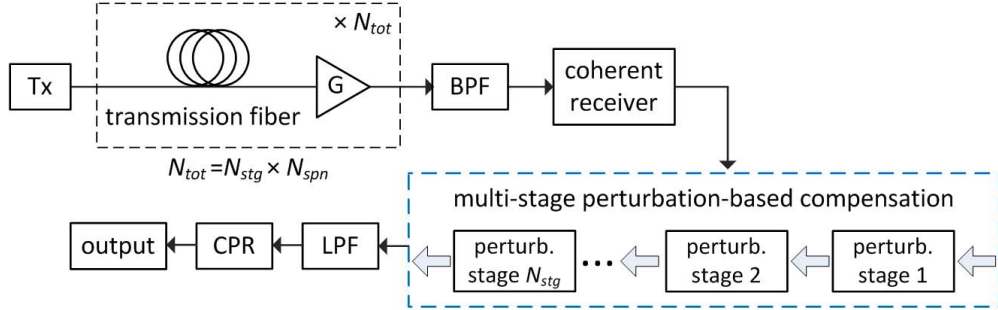 × N_tot
Tx
G
transmission fiber
BPF
coherent
receiver
N_tot = N_stg × N_spn
multi-stage perturbation-based compensation
output
CPR
LPF
perturb.
stage N_stg
...
perturb.
stage 2
perturb.
stage 1